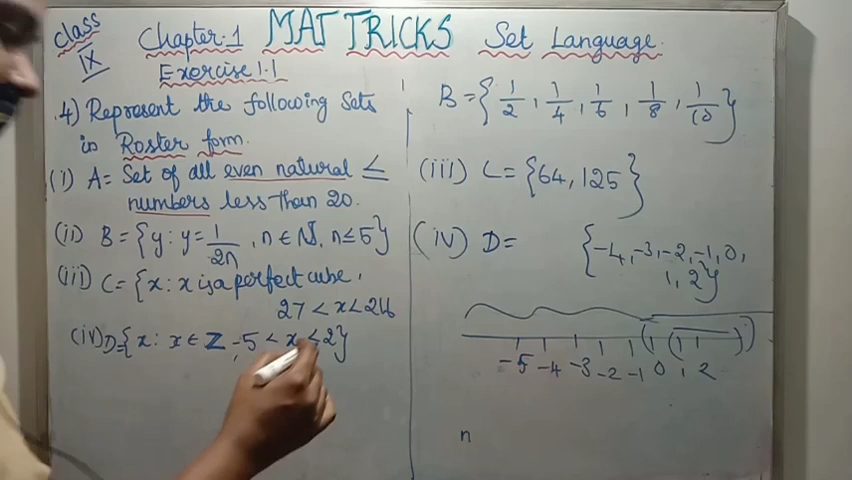 class IX
Chapter:1 MAT TRICKS Set Language.
Exercise 1.1
4) Represent the following Sets
in Roster form.
(i) A= Set of all even natural ≤
numbers less than 20.
(ii) B={y: y=1/2n, n∈N, n≤5}
(iii) C={x: x is a perfect cube,
27 < x < 216
(iv) D={x: x ∈ Z, -5 < x ≤ 2}
B={1/2, 1/4, 1/6, 1/8, 1/10}
(iii) C={64, 125}
(iv) D= {-4, -3, -2, -1, 0,
1, 2}
-5 -4 -3 -2 -1 0 1 2
n